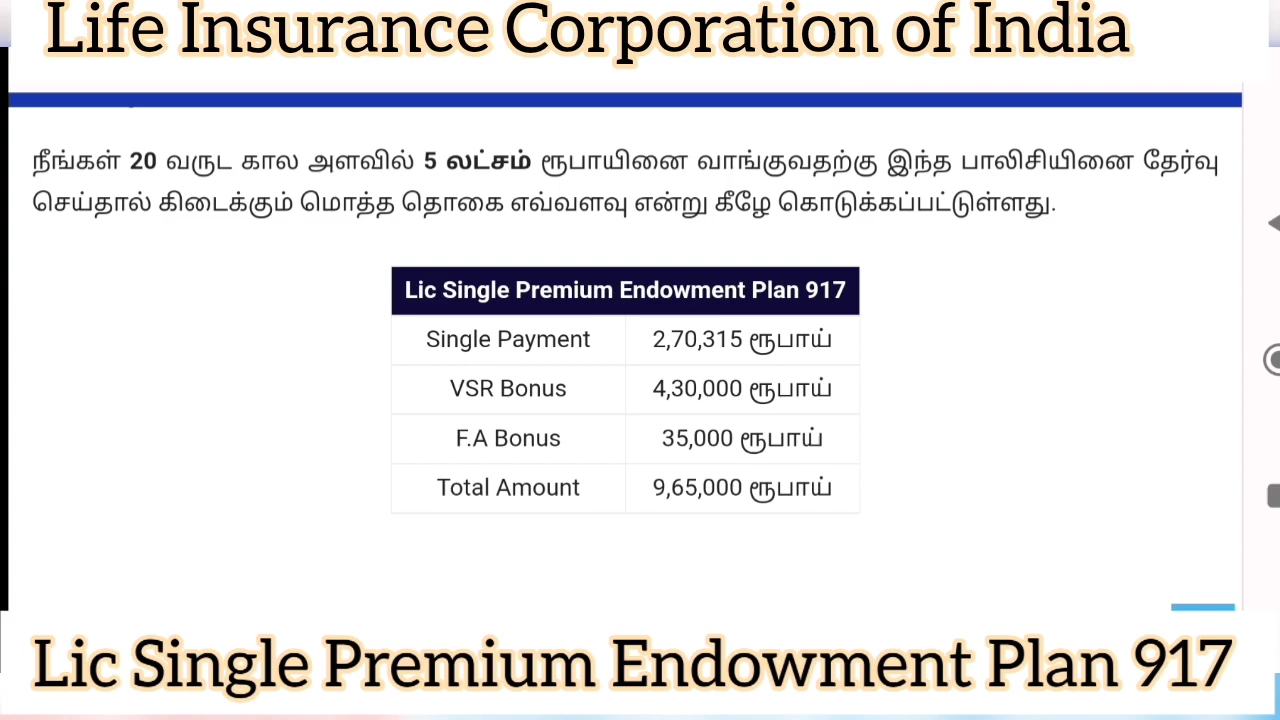 Life Insurance Corporation of India
நீங்கள் 20 வருட கால அளவில் 5 லட்சம் ரூபாயினை வாங்குவதற்கு இந்த பாலிசியினை தேர்வு
செய்தால் கிடைக்கும் மொத்த தொகை எவ்வளவு என்று கீழே கொடுக்கப்பட்டுள்ளது.
Lic Single Premium Endowment Plan 917
Single Payment 2,70,315 ரூபாய்
VSR Bonus 4,30,000 ரூபாய்
F.A Bonus 35,000 ரூபாய்
Total Amount 9,65,000 ரூபாய்
Lic Single Premium Endowment Plan 917